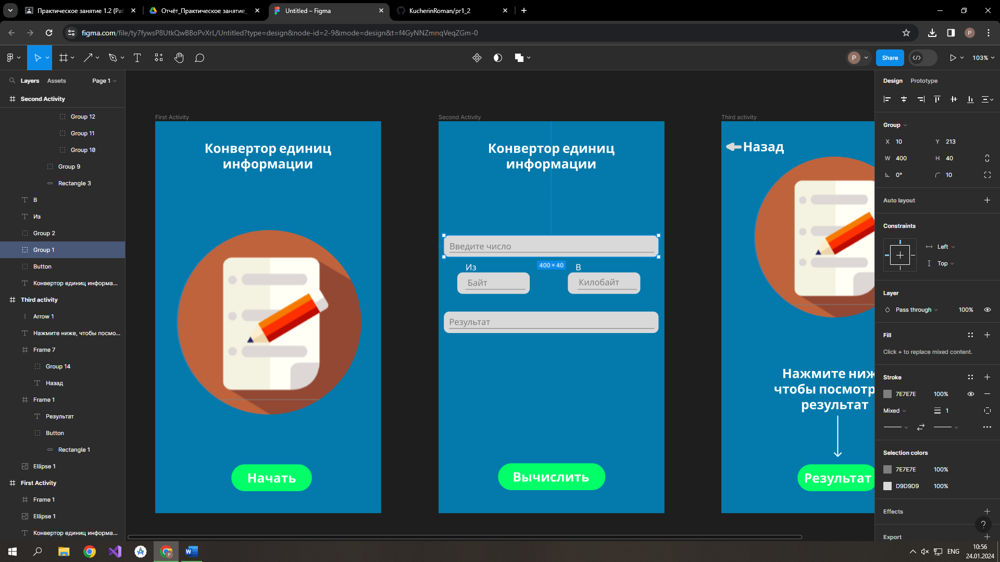 Практическое занятие 1.2 (Раб
Отчёт_Практическое занятие_
Untitled – Figma
KucherinRoman/pr1_2
figma.com/file/ty7fywsP8UtkQwBBoPvXrL/Untitled?type=design&node-id=2-9&mode=design&t=f4GyNNZmnqVeqZGm-0
P
P
Share
103%
Layers
Assets
Page 1
Second Activity
Group 12
Group 11
Group 10
Group 9
Rectangle 3
В
Из
Group 2
Group 1
Button
Конвертор единиц информа...
Third activity
Arrow 1
Нажмите ниже, чтобы посмо...
Frame 7
Group 14
Назад
Frame 1
Результат
Button
Rectangle 1
Ellipse 1
First Activity
Frame 1
Ellipse 1
Конвертор единиц информа...
First Activity
Конвертор единиц
информации
Начать
Second Activity
Конвертор единиц
информации
Введите число
400 × 40
Из
В
Байт
Килобайт
Результат
Вычислить
Third activity
Назад
Нажмите ниж
чтобы посмотр
результат
Результат
Design
Prototype
Group
X 10
Y 213
W 400
H 40
0°
10
Auto layout
Constraints
Left
Top
Layer
Pass through
100%
Fill
Click + to replace mixed content.
Stroke
7E7E7E
100%
Mixed
1
Selection colors
7E7E7E
100%
D9D9D9
100%
Effects
?
Export
P
ENG
10:56
24.01.2024